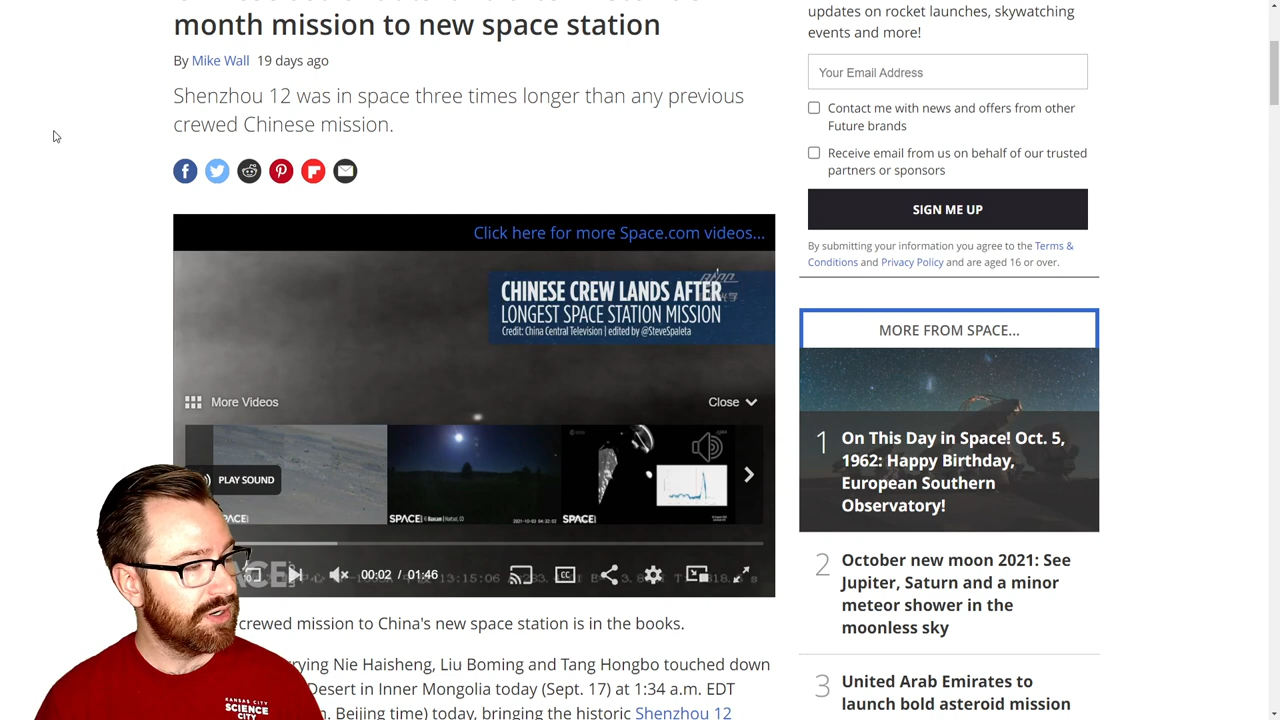 month mission to new space station
By Mike Wall 19 days ago
Shenzhou 12 was in space three times longer than any previous
crewed Chinese mission.
Click here for more Space.com videos...
CHINESE CREW LANDS AFTER
LONGEST SPACE STATION MISSION
Credit: China Central Television | edited by @SteveSpaleta
More Videos
Close
PLAY SOUND
SPACE
SPACE
SPACE
00:02 / 01:46
CC
crewed mission to China's new space station is in the books.
rying Nie Haisheng, Liu Boming and Tang Hongbo touched down
Desert in Inner Mongolia today (Sept. 17) at 1:34 a.m. EDT
. Beijing time) today, bringing the historic Shenzhou 12
KANSAS CITY
SCIENCE
CITY
updates on rocket launches, skywatching
events and more!
Your Email Address
Contact me with news and offers from other
Future brands
Receive email from us on behalf of our trusted
partners or sponsors
SIGN ME UP
By submitting your information you agree to the Terms &
Conditions and Privacy Policy and are aged 16 or over.
MORE FROM SPACE...
1
On This Day in Space! Oct. 5,
1962: Happy Birthday,
European Southern
Observatory!
2
October new moon 2021: See
Jupiter, Saturn and a minor
meteor shower in the
moonless sky
3
United Arab Emirates to
launch bold asteroid mission